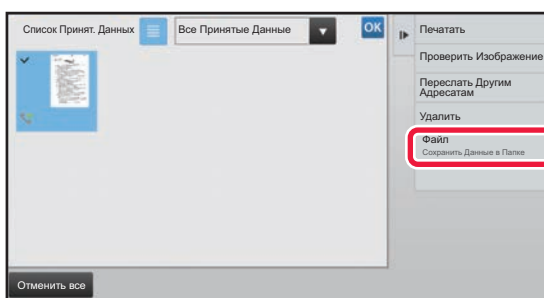 Список Принят. Данных
Все Принятые Данные
OK
Печатать
Проверить Изображение
Переслать Другим
Адресатам
Удалить
Файл
Сохранить Данные в Папке
Отменить все